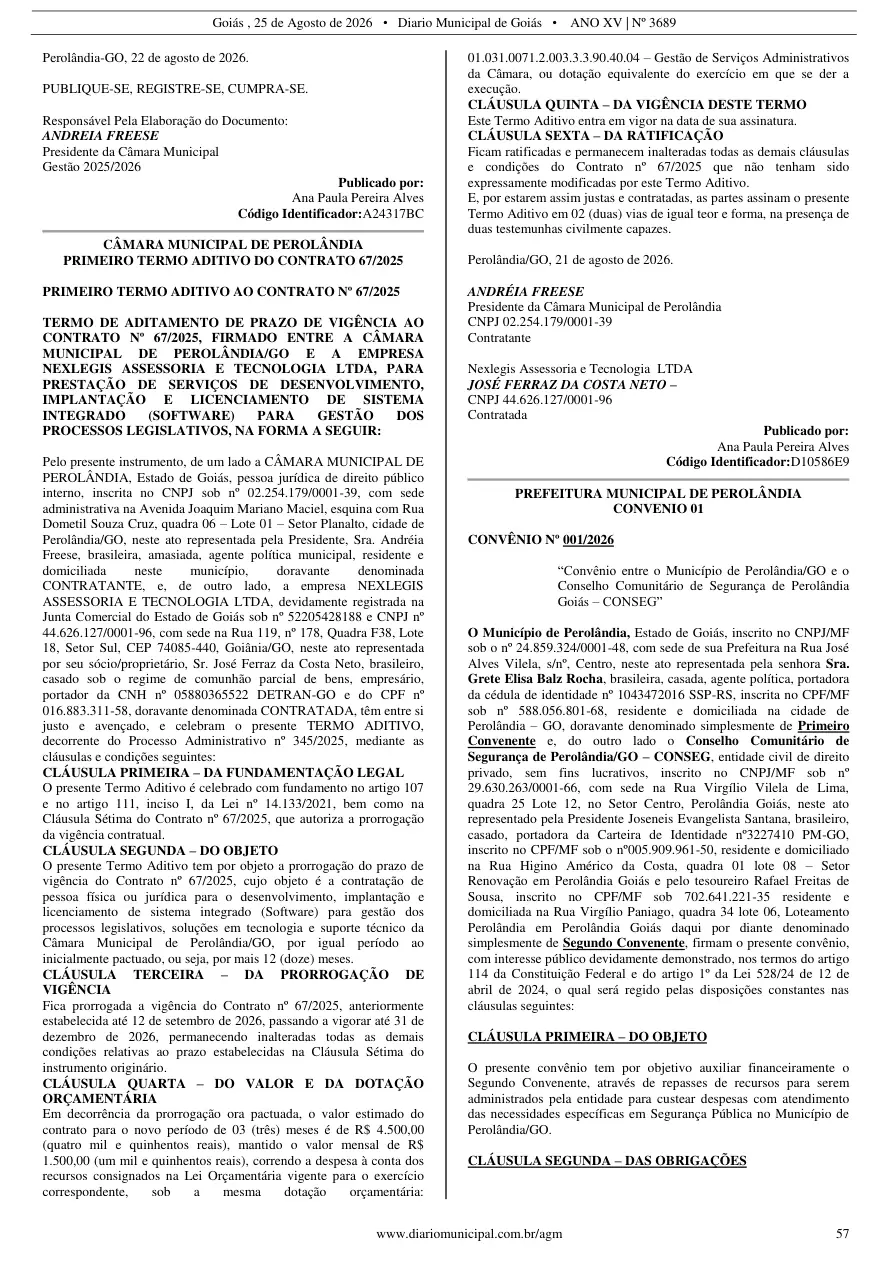 Goiás , 25 de Agosto de 2026 • Diario Municipal de Goiás • ANO XV | Nº 3689
Perolândia-GO, 22 de agosto de 2026.
PUBLIQUE-SE, REGISTRE-SE, CUMPRA-SE.
Responsável Pela Elaboração do Documento:
ANDREIA FREESE
Presidente da Câmara Municipal
Gestão 2025/2026
Publicado por:
Ana Paula Pereira Alves
Código Identificador:A24317BC
CÂMARA MUNICIPAL DE PEROLÂNDIA
PRIMEIRO TERMO ADITIVO DO CONTRATO 67/2025
PRIMEIRO TERMO ADITIVO AO CONTRATO Nº 67/2025
TERMO DE ADITAMENTO DE PRAZO DE VIGÊNCIA AO
CONTRATO Nº 67/2025, FIRMADO ENTRE A CÂMARA
MUNICIPAL DE PEROLÂNDIA/GO E A EMPRESA
NEXLEGIS ASSESSORIA E TECNOLOGIA LTDA, PARA
PRESTAÇÃO DE SERVIÇOS DE DESENVOLVIMENTO,
IMPLANTAÇÃO E LICENCIAMENTO DE SISTEMA
INTEGRADO (SOFTWARE) PARA GESTÃO DOS
PROCESSOS LEGISLATIVOS, NA FORMA A SEGUIR:
Pelo presente instrumento, de um lado a CÂMARA MUNICIPAL DE
PEROLÂNDIA, Estado de Goiás, pessoa jurídica de direito público
interno, inscrita no CNPJ sob nº 02.254.179/0001-39, com sede
administrativa na Avenida Joaquim Mariano Maciel, esquina com Rua
Dometil Souza Cruz, quadra 06 – Lote 01 – Setor Planalto, cidade de
Perolândia/GO, neste ato representada pela Presidente, Sra. Andréia
Freese, brasileira, amasiada, agente política municipal, residente e
domiciliada neste município, doravante denominada
CONTRATANTE, e, de outro lado, a empresa NEXLEGIS
ASSESSORIA E TECNOLOGIA LTDA, devidamente registrada na
Junta Comercial do Estado de Goiás sob nº 52205428188 e CNPJ nº
44.626.127/0001-96, com sede na Rua 119, nº 178, Quadra F38, Lote
18, Setor Sul, CEP 74085-440, Goiânia/GO, neste ato representada
por seu sócio/proprietário, Sr. José Ferraz da Costa Neto, brasileiro,
casado sob o regime de comunhão parcial de bens, empresário,
portador da CNH nº 05880365522 DETRAN-GO e do CPF nº
016.883.311-58, doravante denominada CONTRATADA, têm entre si
justo e avençado, e celebram o presente TERMO ADITIVO,
decorrente do Processo Administrativo nº 345/2025, mediante as
cláusulas e condições seguintes:
CLÁUSULA PRIMEIRA – DA FUNDAMENTAÇÃO LEGAL
O presente Termo Aditivo é celebrado com fundamento no artigo 107
e no artigo 111, inciso I, da Lei nº 14.133/2021, bem como na
Cláusula Sétima do Contrato nº 67/2025, que autoriza a prorrogação
da vigência contratual.
CLÁUSULA SEGUNDA – DO OBJETO
O presente Termo Aditivo tem por objeto a prorrogação do prazo de
vigência do Contrato nº 67/2025, cujo objeto é a contratação de
pessoa física ou jurídica para o desenvolvimento, implantação e
licenciamento de sistema integrado (Software) para gestão dos
processos legislativos, soluções em tecnologia e suporte técnico da
Câmara Municipal de Perolândia/GO, por igual período ao
inicialmente pactuado, ou seja, por mais 12 (doze) meses.
CLÁUSULA TERCEIRA – DA PRORROGAÇÃO DE
VIGÊNCIA
Fica prorrogada a vigência do Contrato nº 67/2025, anteriormente
estabelecida até 12 de setembro de 2026, passando a vigorar até 31 de
dezembro de 2026, permanecendo inalteradas todas as demais
condições relativas ao prazo estabelecidas na Cláusula Sétima do
instrumento originário.
CLÁUSULA QUARTA – DO VALOR E DA DOTAÇÃO
ORÇAMENTÁRIA
Em decorrência da prorrogação ora pactuada, o valor estimado do
contrato para o novo período de 03 (três) meses é de R$ 4.500,00
(quatro mil e quinhentos reais), mantido o valor mensal de R$
1.500,00 (um mil e quinhentos reais), correndo a despesa à conta dos
recursos consignados na Lei Orçamentária vigente para o exercício
correspondente, sob a mesma dotação orçamentária:
01.031.0071.2.003.3.3.90.40.04 – Gestão de Serviços Administrativos
da Câmara, ou dotação equivalente do exercício em que se der a
execução.
CLÁUSULA QUINTA – DA VIGÊNCIA DESTE TERMO
Este Termo Aditivo entra em vigor na data de sua assinatura.
CLÁUSULA SEXTA – DA RATIFICAÇÃO
Ficam ratificadas e permanecem inalteradas todas as demais cláusulas
e condições do Contrato nº 67/2025 que não tenham sido
expressamente modificadas por este Termo Aditivo.
E, por estarem assim justas e contratadas, as partes assinam o presente
Termo Aditivo em 02 (duas) vias de igual teor e forma, na presença de
duas testemunhas civilmente capazes.
Perolândia/GO, 21 de agosto de 2026.
ANDRÉIA FREESE
Presidente da Câmara Municipal de Perolândia
CNPJ 02.254.179/0001-39
Contratante
Nexlegis Assessoria e Tecnologia LTDA
JOSÉ FERRAZ DA COSTA NETO –
CNPJ 44.626.127/0001-96
Contratada
Publicado por:
Ana Paula Pereira Alves
Código Identificador:D10586E9
PREFEITURA MUNICIPAL DE PEROLÂNDIA
CONVENIO 01
CONVÊNIO Nº 001/2026
“Convênio entre o Município de Perolândia/GO e o
Conselho Comunitário de Segurança de Perolândia
Goiás – CONSEG”
O Município de Perolândia, Estado de Goiás, inscrito no CNPJ/MF
sob o nº 24.859.324/0001-48, com sede de sua Prefeitura na Rua José
Alves Vilela, s/nº, Centro, neste ato representada pela senhora Sra.
Grete Elisa Balz Rocha, brasileira, casada, agente política, portadora
da cédula de identidade nº 1043472016 SSP-RS, inscrita no CPF/MF
sob nº 588.056.801-68, residente e domiciliada na cidade de
Perolândia – GO, doravante denominado simplesmente de Primeiro
Convenente e, do outro lado o Conselho Comunitário de
Segurança de Perolândia/GO – CONSEG, entidade civil de direito
privado, sem fins lucrativos, inscrito no CNPJ/MF sob nº
29.630.263/0001-66, com sede na Rua Virgílio Vilela de Lima,
quadra 25 Lote 12, no Setor Centro, Perolândia Goiás, neste ato
representado pela Presidente Joseneis Evangelista Santana, brasileiro,
casado, portadora da Carteira de Identidade nº3227410 PM-GO,
inscrito no CPF/MF sob o nº005.909.961-50, residente e domiciliado
na Rua Higino Américo da Costa, quadra 01 lote 08 – Setor
Renovação em Perolândia Goiás e pelo tesoureiro Rafael Freitas de
Sousa, inscrito no CPF/MF sob 702.641.221-35 residente e
domiciliada na Rua Virgílio Paniago, quadra 34 lote 06, Loteamento
Perolândia em Perolândia Goiás daqui por diante denominado
simplesmente de Segundo Convenente, firmam o presente convênio,
com interesse público devidamente demonstrado, nos termos do artigo
114 da Constituição Federal e do artigo 1º da Lei 528/24 de 12 de
abril de 2024, o qual será regido pelas disposições constantes nas
cláusulas seguintes:
CLÁUSULA PRIMEIRA – DO OBJETO
O presente convênio tem por objetivo auxiliar financeiramente o
Segundo Convenente, através de repasses de recursos para serem
administrados pela entidade para custear despesas com atendimento
das necessidades específicas em Segurança Pública no Município de
Perolândia/GO.
CLÁUSULA SEGUNDA – DAS OBRIGAÇÕES
www.diariomunicipal.com.br/agm
57